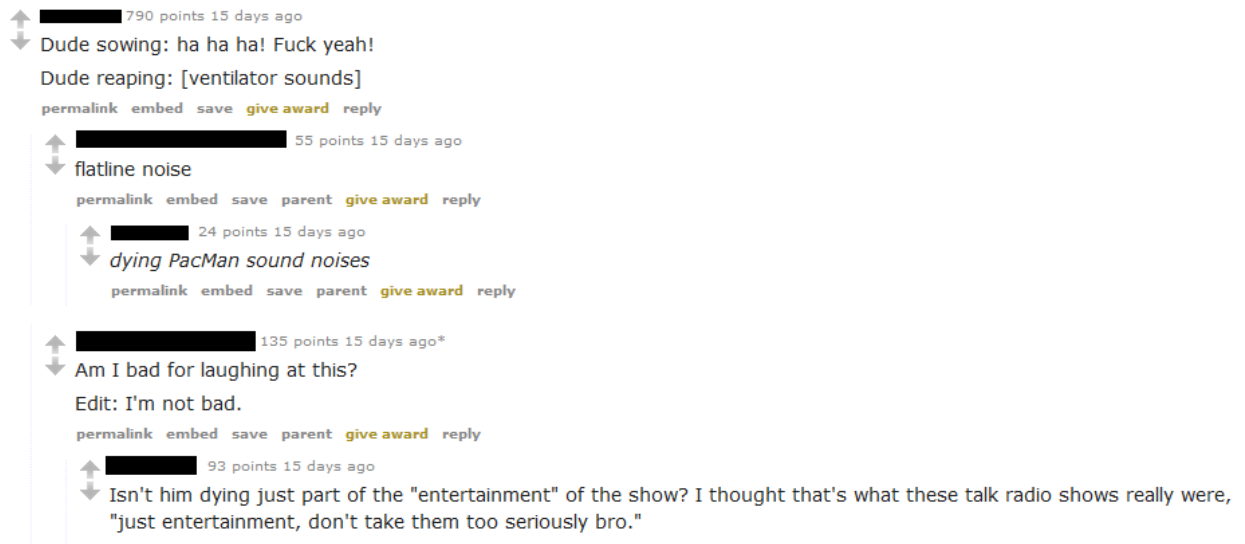 790 points 15 days ago
Dude sowing: ha ha ha! Fuck yeah!
Dude reaping: [ventilator sounds]
permalink embed save give award reply
55 points 15 days ago
flatline noise
permalink embed save parent give award reply
24 points 15 days ago
dying PacMan sound noises
permalink embed save parent give award reply
135 points 15 days ago*
Am I bad for laughing at this?
Edit: I'm not bad.
permalink embed save parent give award reply
93 points 15 days ago
Isn't him dying just part of the "entertainment" of the show? I thought that's what these talk radio shows really were,
"just entertainment, don't take them too seriously bro."